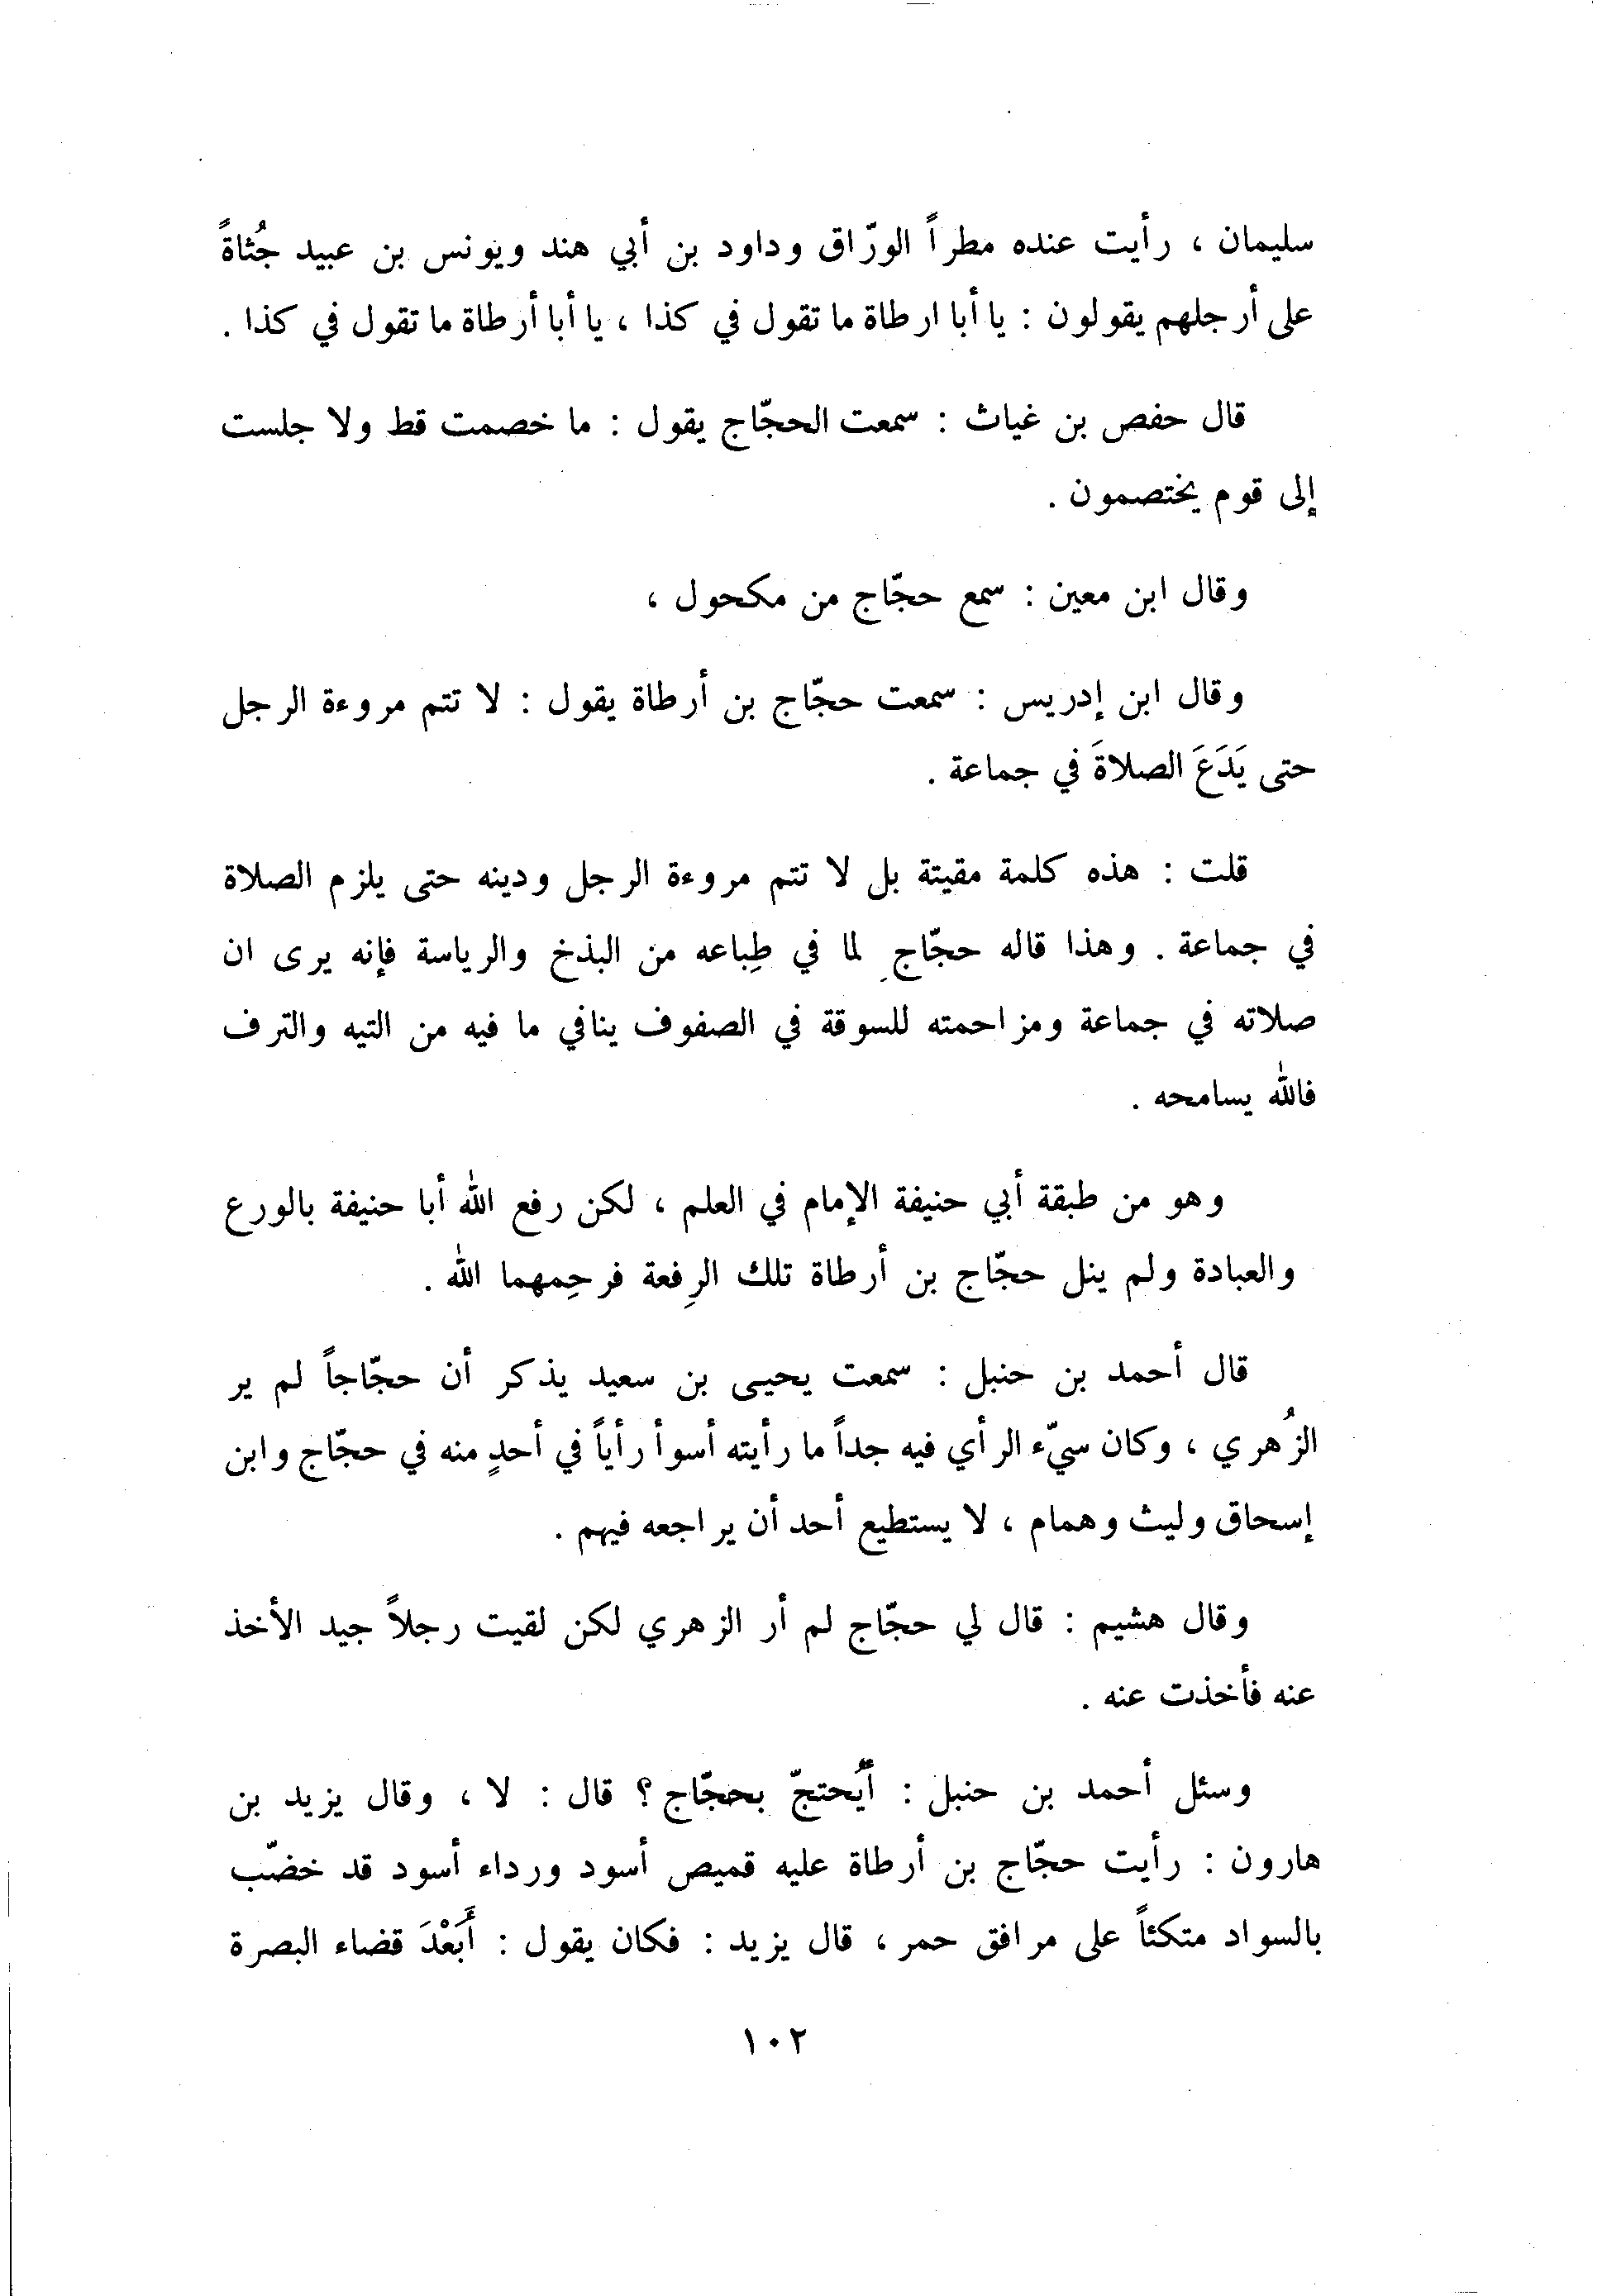 سليمان ، رأيت عنده مطراً الورّاق وداود بن أبي هند ويونس بن عبيد جُثاةً
على أرجلهم يقولون : يا أبا ارطاة ما تقول في كذا ، يا أبا أرطاة ما تقول في كذا .
قال حفص بن غياث : سمعت الحجّاج يقول : ما خصمت قط ولا جلست
إلى قوم يختصمون .
وقال ابن معين : سمع حجّاج من مكحول ،
وقال ابن إدريس : سمعت حجّاج بن أرطاة يقول : لا تتم مروءة الرجل
حتى يَدَعَ الصلاةَ في جماعة .
قلت : هذه كلمة مقيتة بل لا تتم مروءة الرجل ودينه حتى يلزم الصلاة
في جماعة . وهذا قاله حجّاج لما في طِباعه من البذخ والرياسة فإنه يرى ان
صلاته في جماعة ومزاحمته للسوقة في الصفوف ينافي ما فيه من التيه والترف
فالله يسامحه .
وهو من طبقة أبي حنيفة الإمام في العلم ، لكن رفع الله أبا حنيفة بالورع
والعبادة ولم ينل حجّاج بن أرطاة تلك الرِفعة فرحِمهما الله .
قال أحمد بن حنبل : سمعت يحيى بن سعيد يذكر أن حجّاجاً لم ير
الزُهري ، وكان سيّء الرأي فيه جداً ما رأيته أسوأ رأياً في أحدٍ منه في حجّاج وابن
إسحاق وليث وهمام ، لا يستطيع أحد أن يراجعه فيهم .
وقال هشيم : قال لي حجّاج لم أر الزهري لكن لقيت رجلاً جيد الأخذ
عنه فأخذت عنه .
وسئل أحمد بن حنبل : أَيُحتجّ بحجّاج ؟ قال : لا ، وقال يزيد بن
هارون : رأيت حجّاج بن أرطاة عليه قميص أسود ورداء أسود قد خضّب
بالسواد متكئاً على مرافق حمر ، قال يزيد : فكان يقول : أَبَعْدَ قضاء البصرة
١٠٢